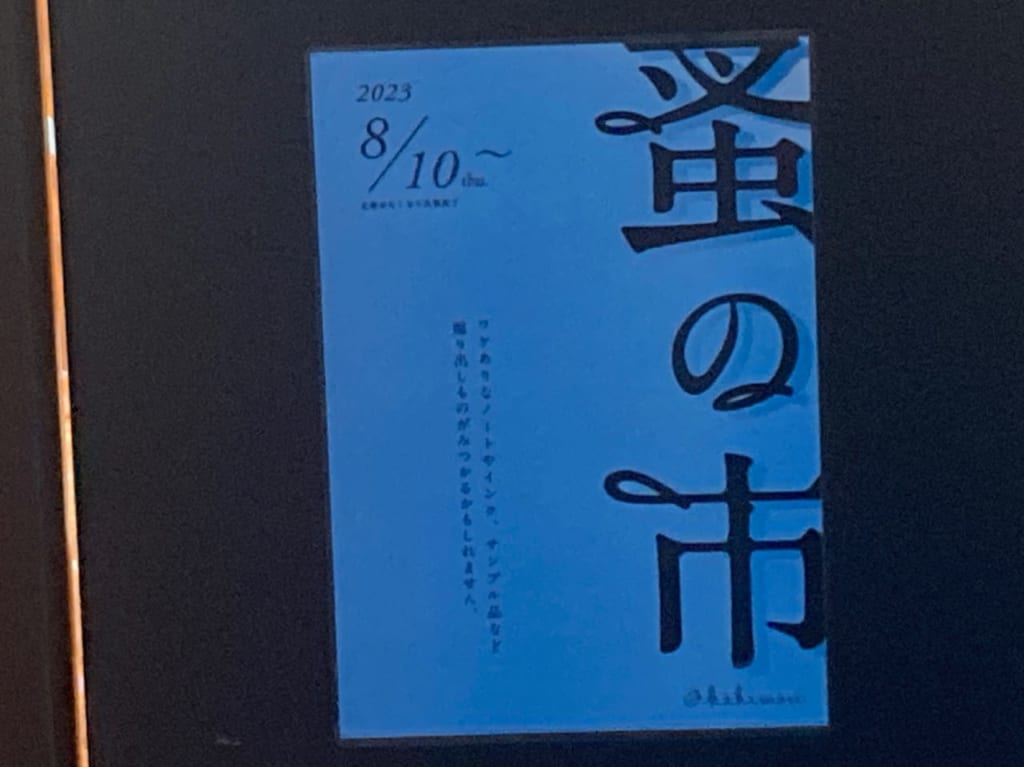 2023
8/10 thu.〜
蚤の市
ワケありなノートやインク、サンプル品など
掘り出しものがみつかるかもしれません。
@kakimori